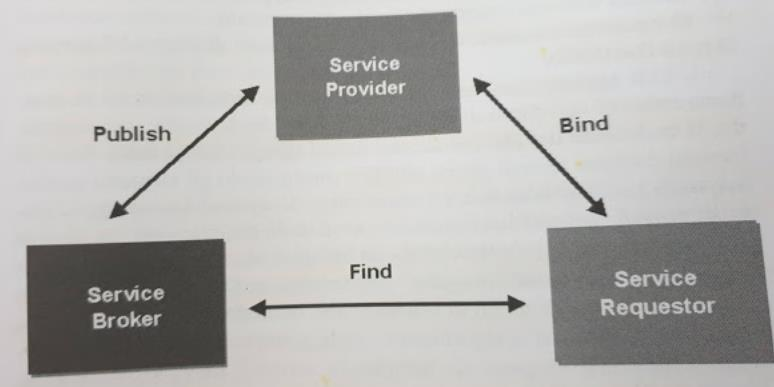 Service
Provider
Publish
Bind
Find
Service
Broker
Service
Requestor